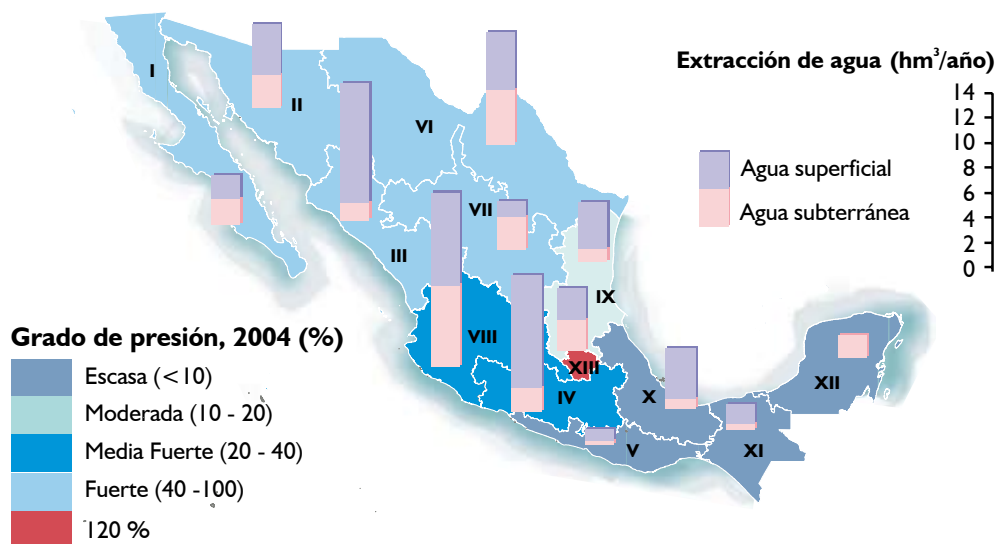 Extracción de agua (hm³/año)
14
12
10
8
6
4
2
0
Agua superficial
Agua subterránea
I
II
VI
VII
III
IX
VIII
XIII
IV
X
XII
V
XI
Grado de presión, 2004 (%)
Escasa (<10)
Moderada (10 - 20)
Media Fuerte (20 - 40)
Fuerte (40 -100)
120 %